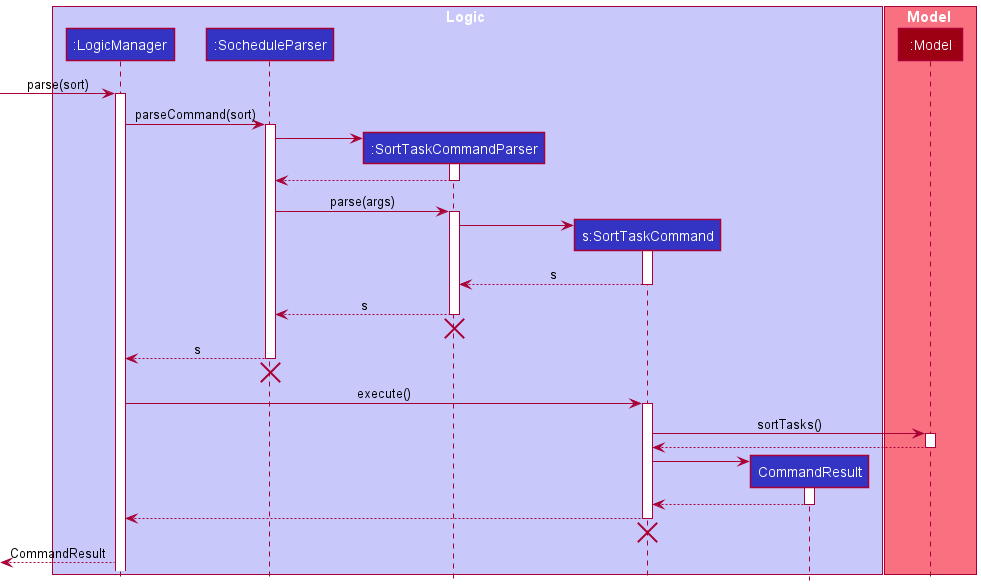 Logic
Model
:LogicManager
:SocheduleParser
:Model
parse(sort)
parseCommand(sort)
:SortTaskCommandParser
parse(args)
s:SortTaskCommand
s
s
s
execute()
sortTasks()
CommandResult
CommandResult